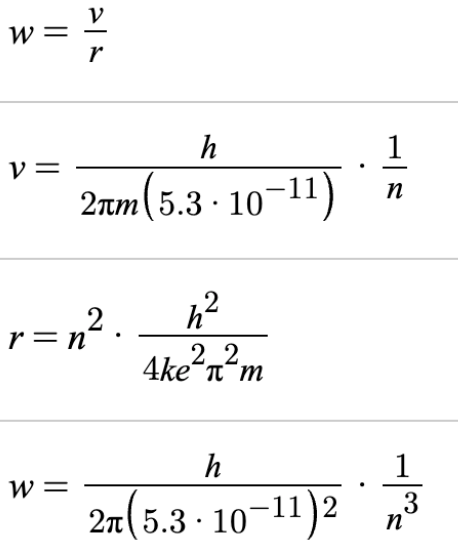 w = v/r
v = h/(2πm(5.3 · 10^−11)) · 1/n
r = n^2 · h^2/(4ke^2π^2m)
w = h/(2π(5.3 · 10^−11)2) · 1/n^3